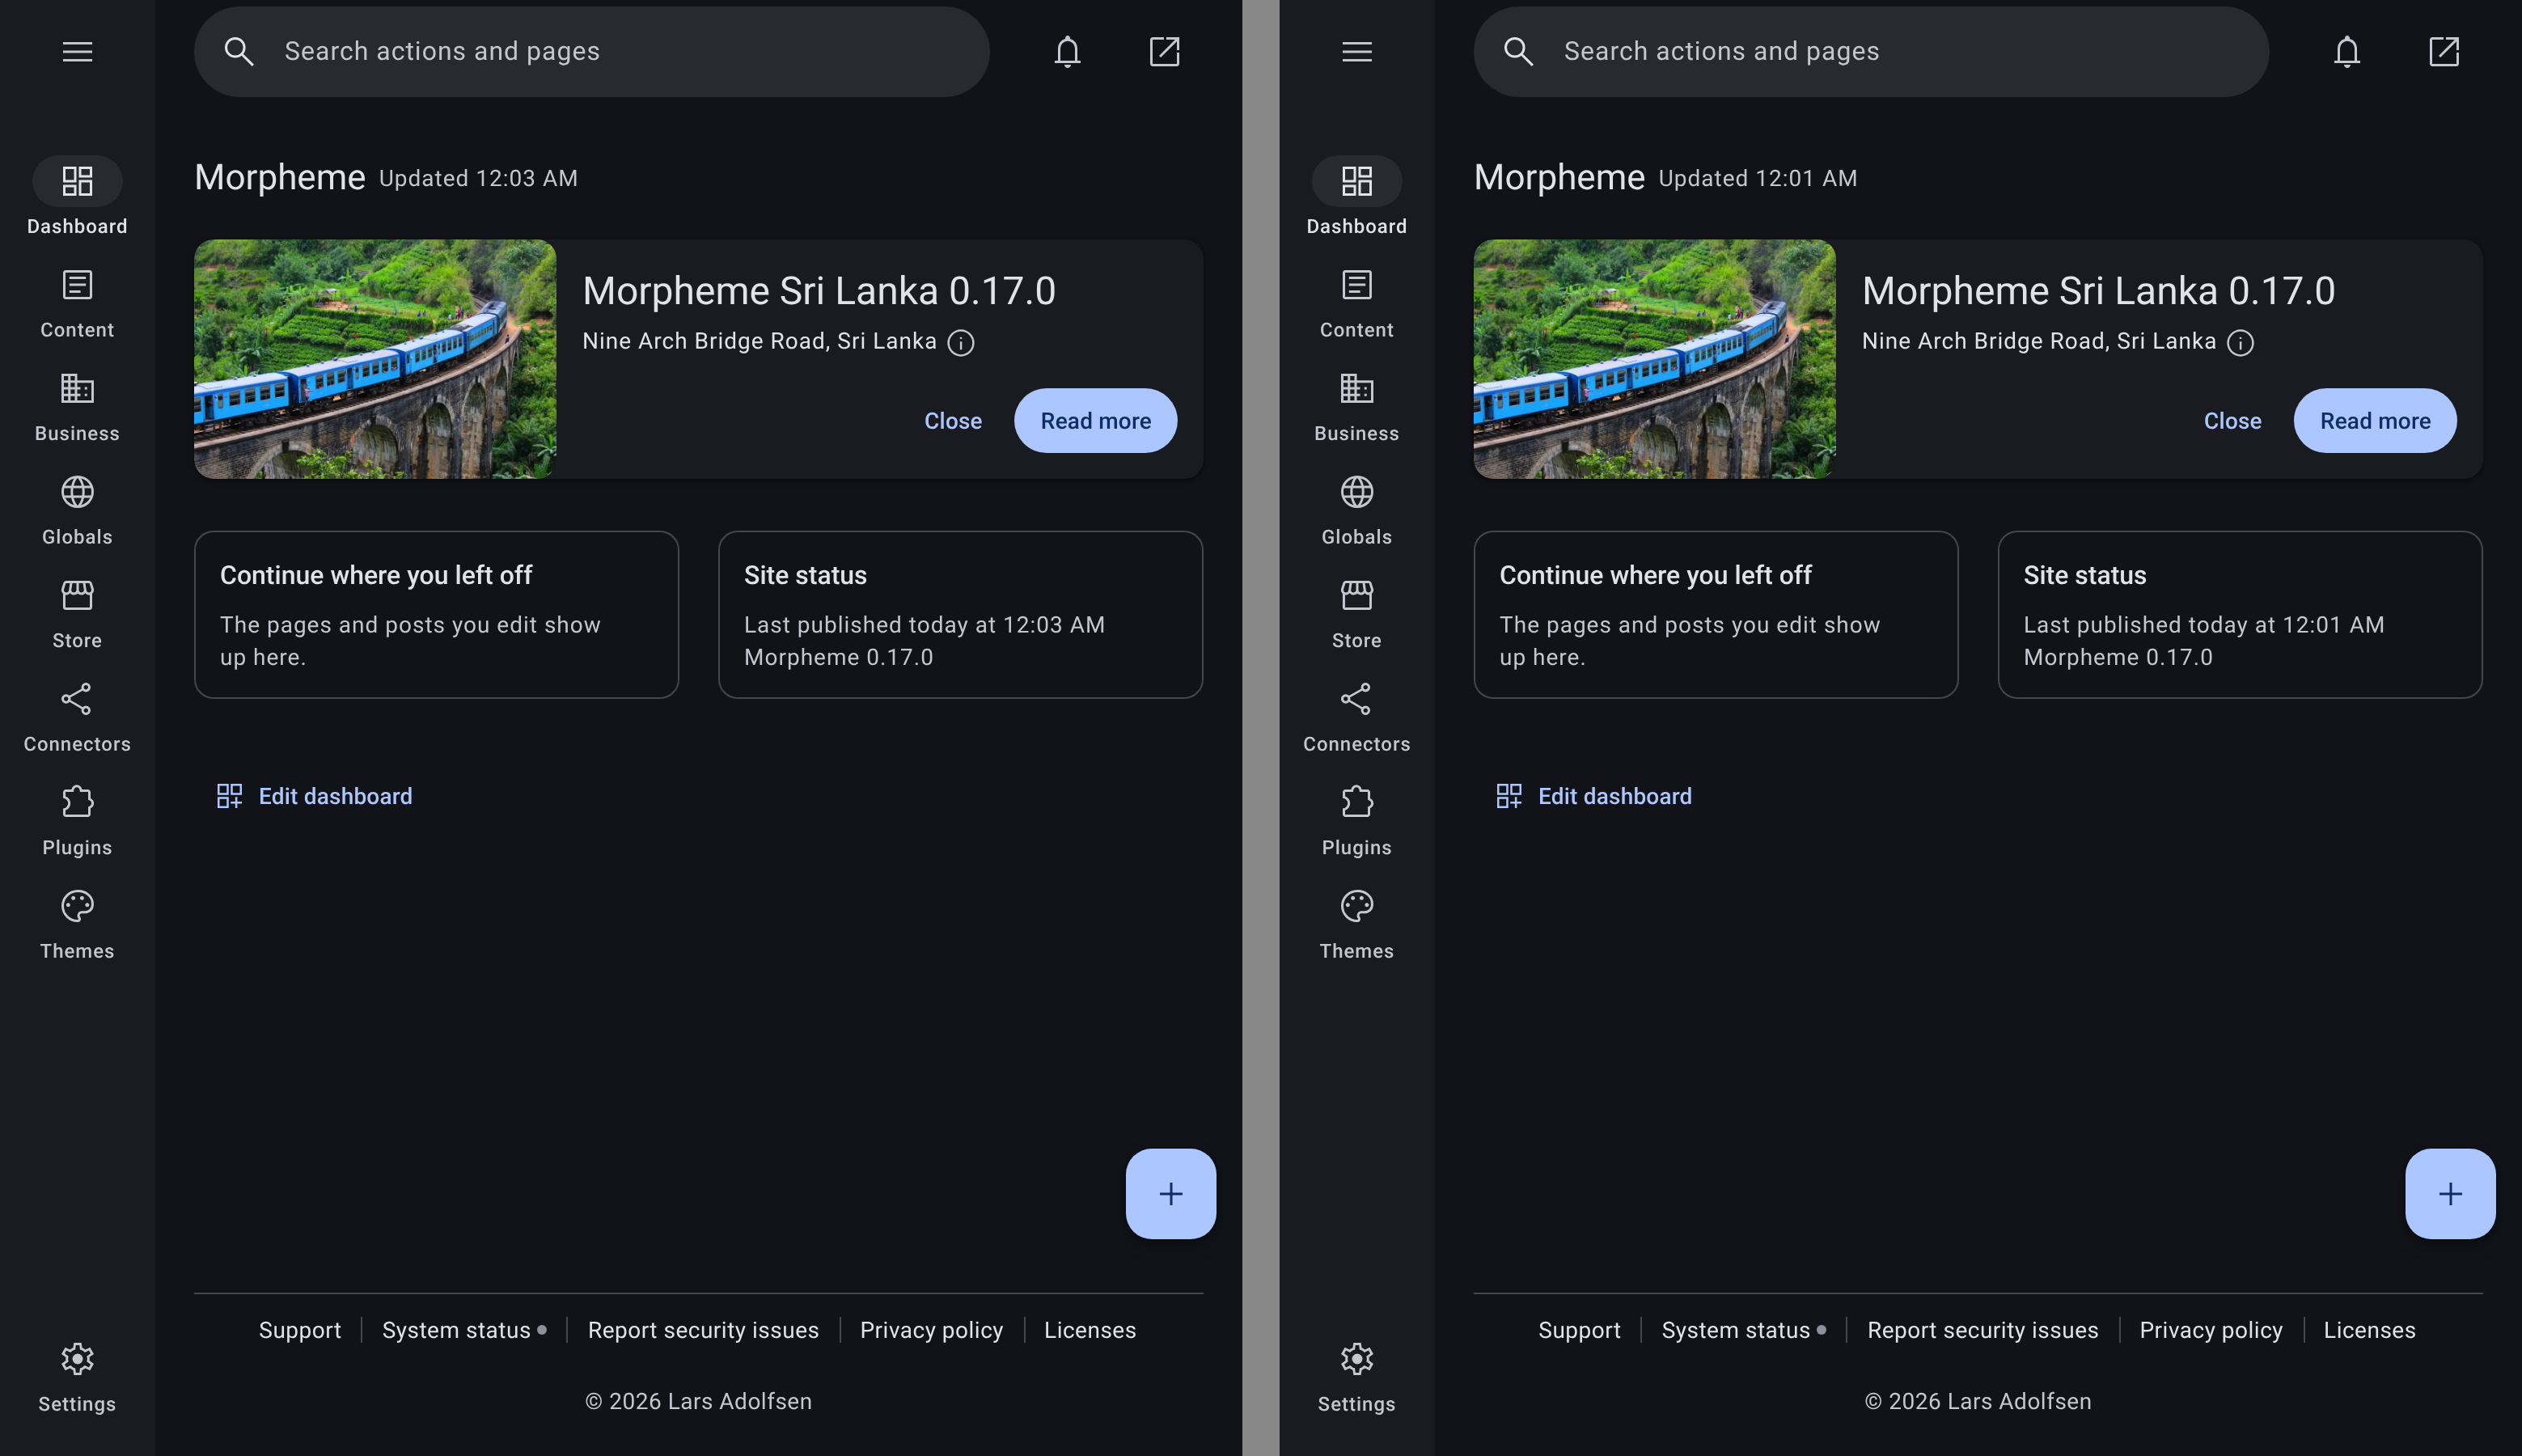 Search actions and pages
Morpheme Updated 12:03 AM
Dashboard
Content
Business
Globals
Store
Connectors
Plugins
Themes
Settings
Morpheme Sri Lanka 0.17.0
Nine Arch Bridge Road, Sri Lanka
Close
Read more
Continue where you left off
The pages and posts you edit show
up here.
Site status
Last published today at 12:03 AM
Morpheme 0.17.0
Edit dashboard
Support
System status
Report security issues
Privacy policy
Licenses
© 2026 Lars Adolfsen
Search actions and pages
Morpheme Updated 12:01 AM
Dashboard
Content
Business
Globals
Store
Connectors
Plugins
Themes
Settings
Morpheme Sri Lanka 0.17.0
Nine Arch Bridge Road, Sri Lanka
Close
Read more
Continue where you left off
The pages and posts you edit show
up here.
Site status
Last published today at 12:01 AM
Morpheme 0.17.0
Edit dashboard
Support
System status
Report security issues
Privacy policy
Licenses
© 2026 Lars Adolfsen